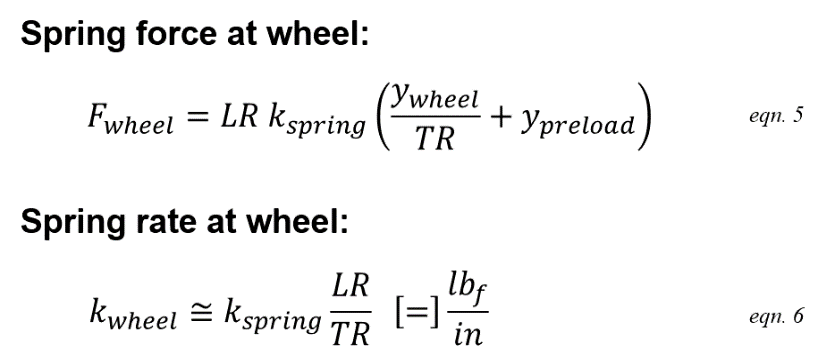 Spring force at wheel:
F_wheel = LR k_spring (y_wheel / TR + y_preload) eqn. 5
Spring rate at wheel:
k_wheel ≅ k_spring LR / TR [=] lb_f / in eqn. 6